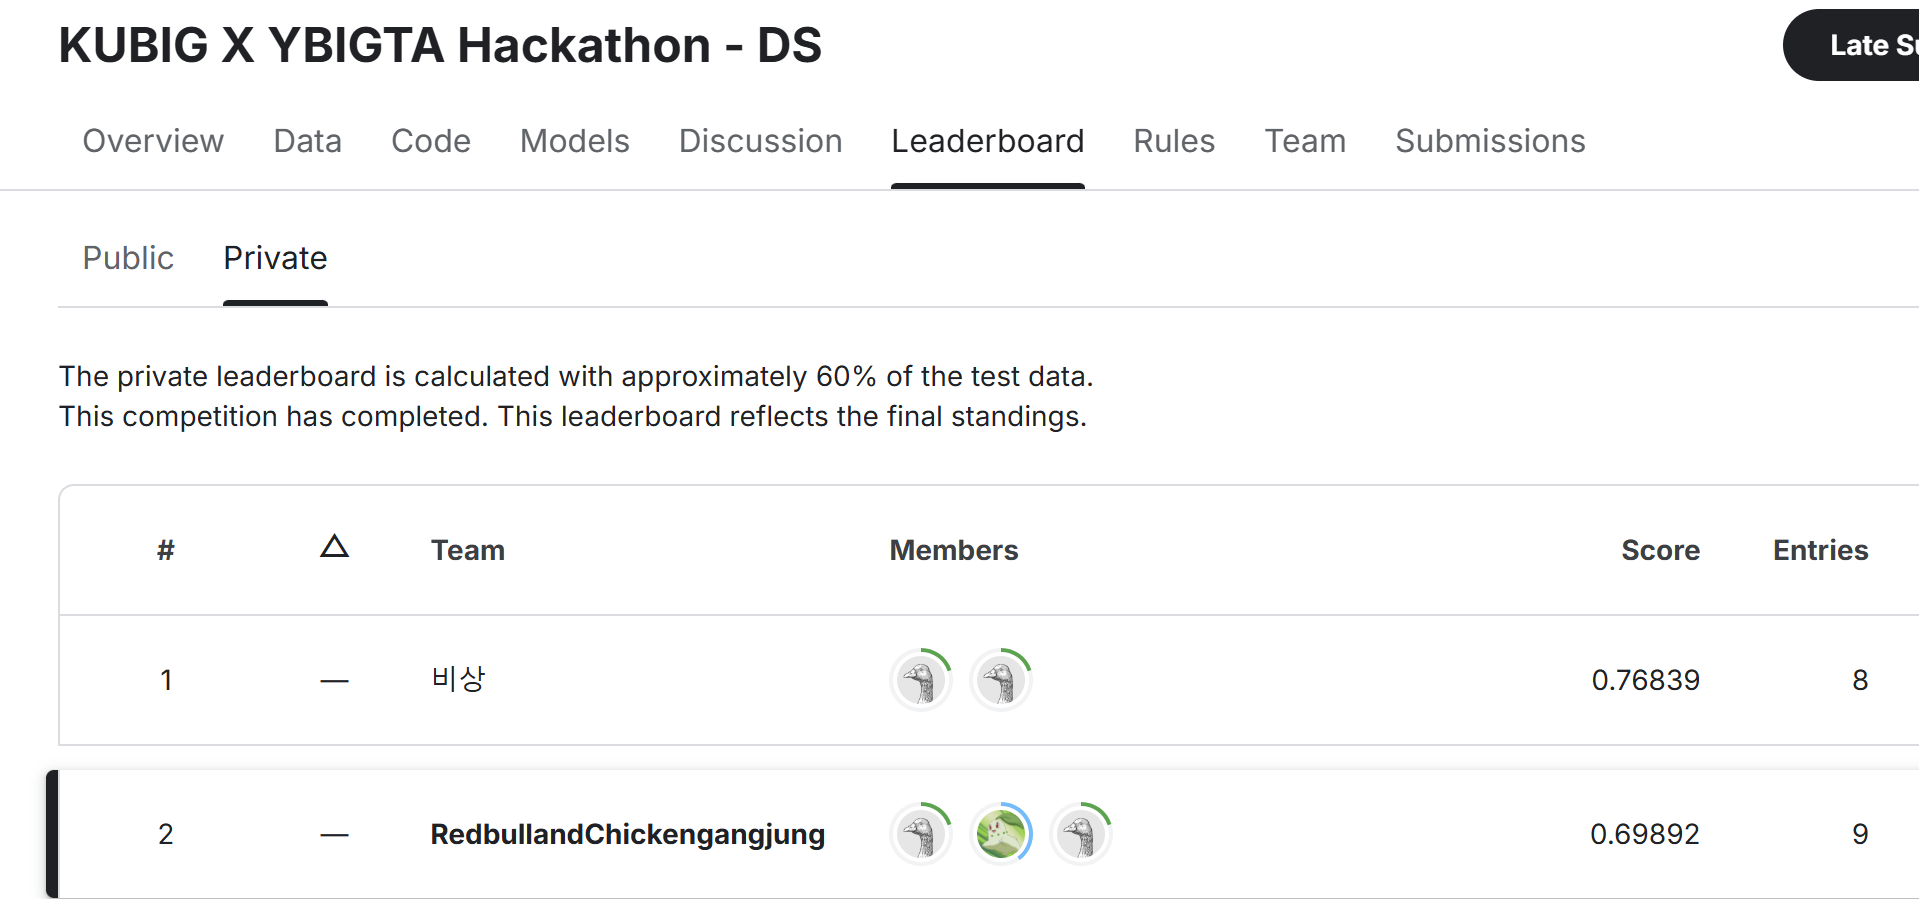 KUBIG X YBIGTA Hackathon - DS
Late Su
Overview Data Code Models Discussion Leaderboard Rules Team Submissions
Public Private
The private leaderboard is calculated with approximately 60% of the test data.
This competition has completed. This leaderboard reflects the final standings.
# △ Team Members Score Entries
1 — 비상 0.76839 8
2 — RedbullandChickengangjung 0.69892 9